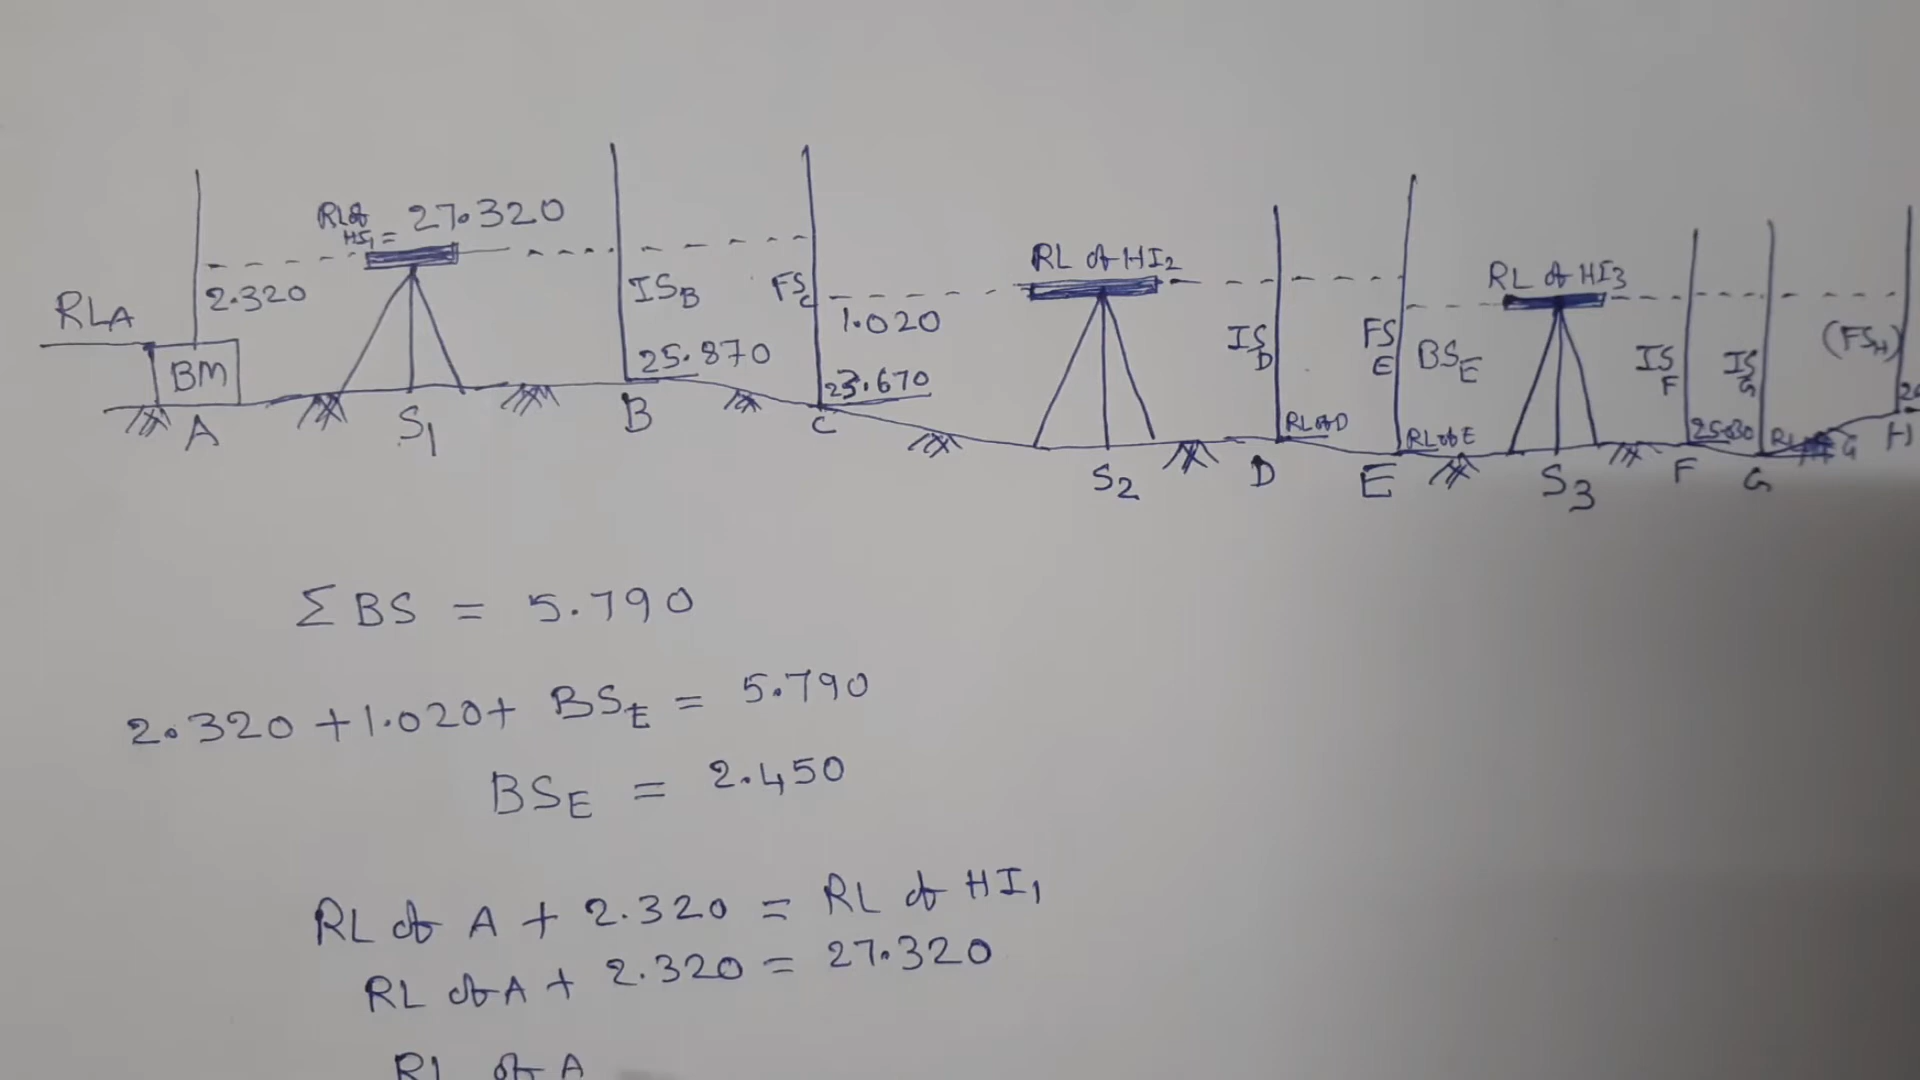 RL of HI₁ = 27.320
RL of HI₂
RL of HI₃
RLA
2.320
BM
ISB
FSC
1.020
25.870
23.670
ISD
FSE
BSE
ISF
ISG
(FSH)
RL of D
RL of E
A
S₁
B
C
S₂
D
E
S₃
F
G
G
H
Σ BS = 5.790
2.320 + 1.020 + BSE = 5.790
BSE = 2.450
RL of A + 2.320 = RL of HI₁
RL of A + 2.320 = 27.320
RL of A